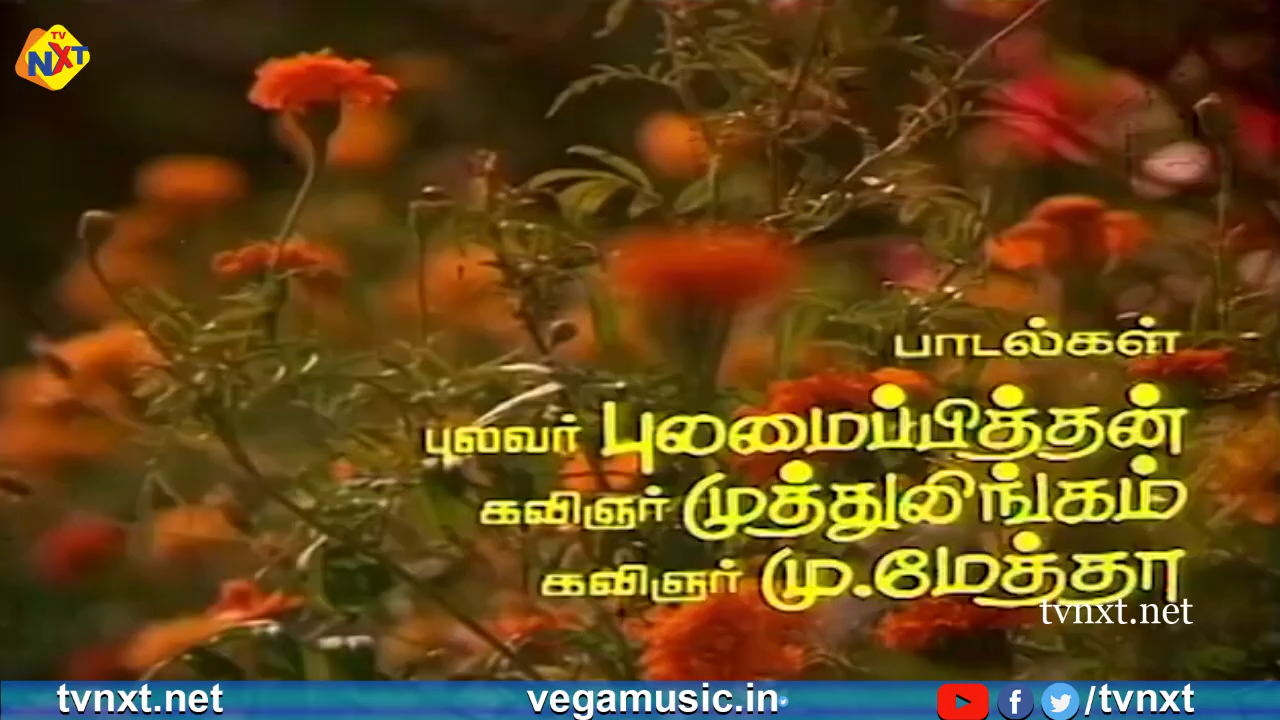 TV
NXT
பாடல்கள்
புலவர் புலமைப்பித்தன்
கவிஞர் முத்துலிங்கம்
கவிஞர் மு.மேத்தா
tvnxt.net
tvnxt.net vegamusic.in /tvnxt